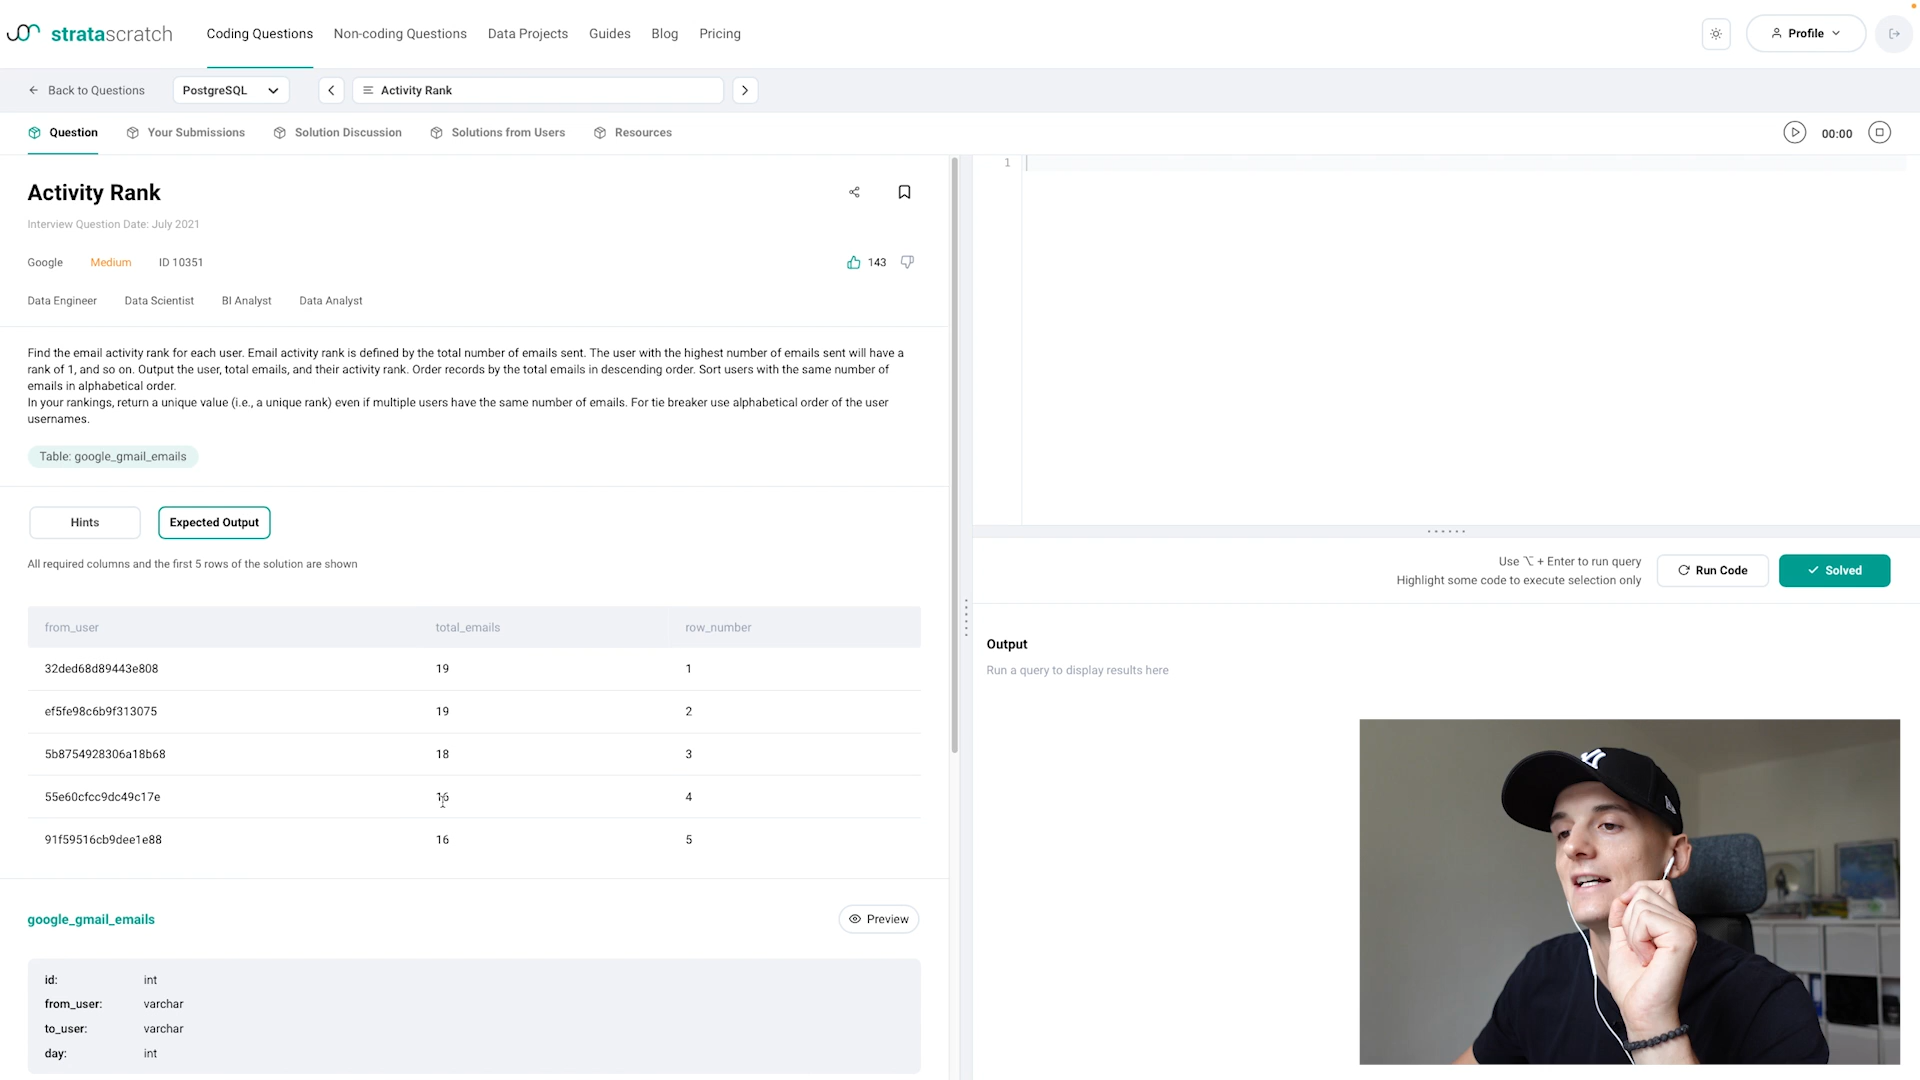 stratascratch
Coding Questions
Non-coding Questions
Data Projects
Guides
Blog
Pricing
Profile
Back to Questions
PostgreSQL
Activity Rank
Question
Your Submissions
Solution Discussion
Solutions from Users
Resources
00:00
Activity Rank
Interview Question Date: July 2021
Google Medium ID 10351
143
Data Engineer Data Scientist BI Analyst Data Analyst
Find the email activity rank for each user. Email activity rank is defined by the total number of emails sent. The user with the highest number of emails sent will have a
rank of 1, and so on. Output the user, total emails, and their activity rank. Order records by the total emails in descending order. Sort users with the same number of
emails in alphabetical order.
In your rankings, return a unique value (i.e., a unique rank) even if multiple users have the same number of emails. For tie breaker use alphabetical order of the user
usernames.
Table: google_gmail_emails
Hints
Expected Output
All required columns and the first 5 rows of the solution are shown
from_user total_emails row_number
32ded68d89443e808 19 1
ef5fe98c6b9f313075 19 2
5b8754928306a18b68 18 3
55e60cfcc9dc49c17e 16 4
91f59516cb9dee1e88 16 5
google_gmail_emails
Preview
id: int
from_user: varchar
to_user: varchar
day: int
1
Use ⌥ + Enter to run query
Highlight some code to execute selection only
Run Code
Solved
Output
Run a query to display results here